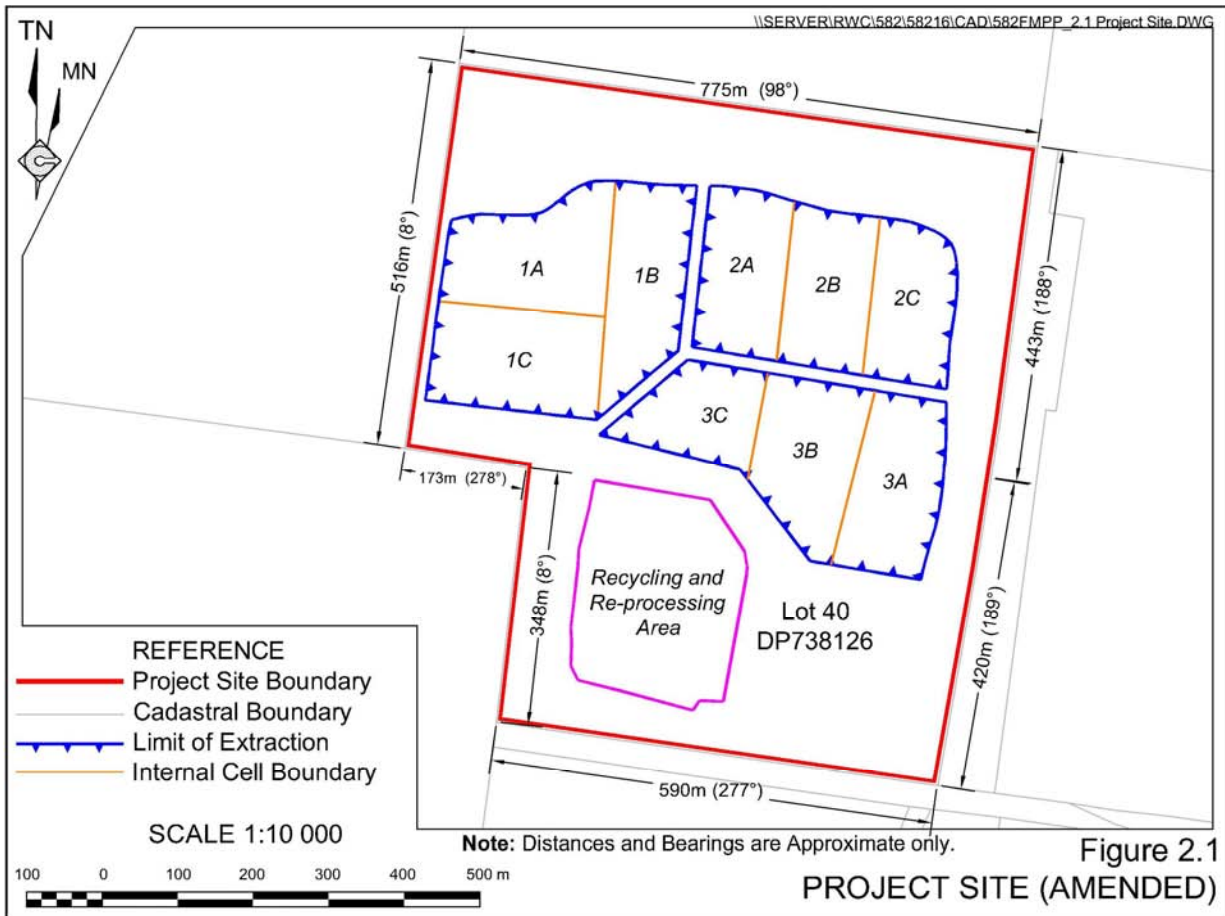 \\SERVER\RWC\582\58216\CAD\582FMPP_2.1 Project Site.DWG
TN
MN
775m (98°)
516m (8°)
443m (188°)
1A
1B
1C
2A
2B
2C
3C
3B
3A
173m (278°)
348m (8°)
420m (189°)
590m (277°)
Recycling and
Re-processing
Area
Lot 40
DP738126
REFERENCE
Project Site Boundary
Cadastral Boundary
Limit of Extraction
Internal Cell Boundary
SCALE 1:10 000
100 0 100 200 300 400 500 m
Note: Distances and Bearings are Approximate only.
Figure 2.1
PROJECT SITE (AMENDED)